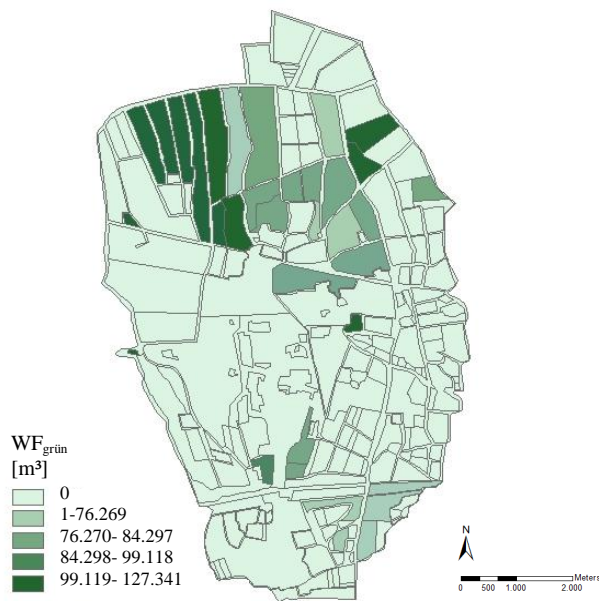 WFgrün
[m³]
0
1-76.269
76.270- 84.297
84.298- 99.118
99.119- 127.341
N
Meters
0 500 1.000 2.000